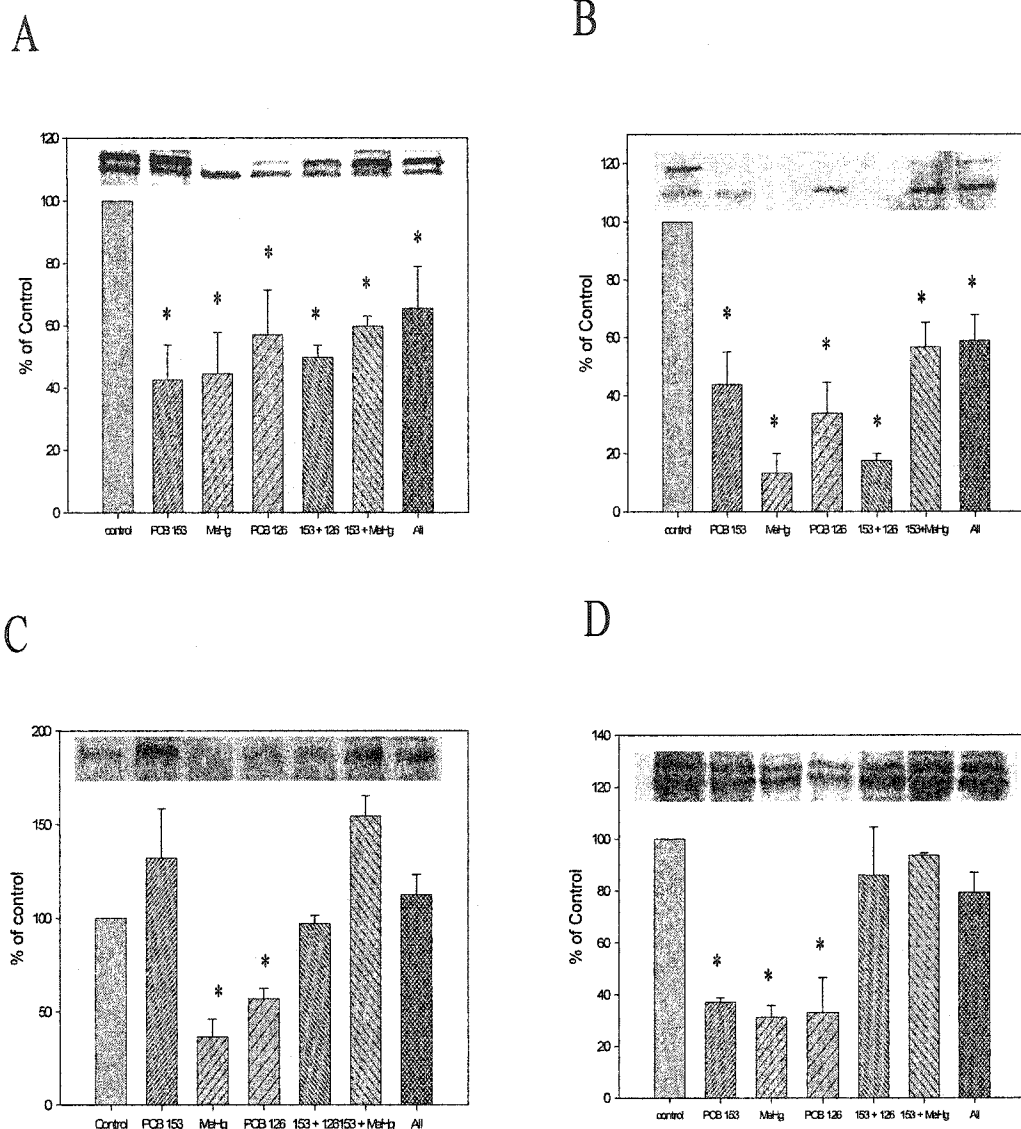 A
B
120
100
80
60
40
20
0
% of Control
* * * * * *
control PCB 153 MeHg PCB 126 153 + 126 153 + MeHg All
120
100
80
60
40
20
0
% of Control
* * * * * *
control PCB 153 MeHg PCB 126 153 + 126 153+MeHg All
C
D
200
150
100
50
0
% of control
* *
Control PCB 153 MeHg PCB 126 153 + 126 153 + MeHg All
140
120
100
80
60
40
20
0
% of Control
* * *
control PCB 153 MeHg PCB 126 153 + 126 153 + MeHg All